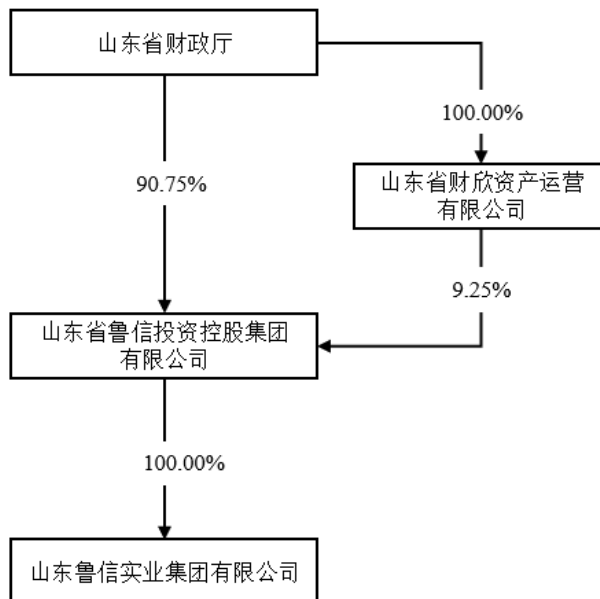 山东省财政厅
100.00%
90.75%
山东省财欣资产运营
有限公司
9.25%
山东省鲁信投资控股集团
有限公司
100.00%
山东鲁信实业集团有限公司